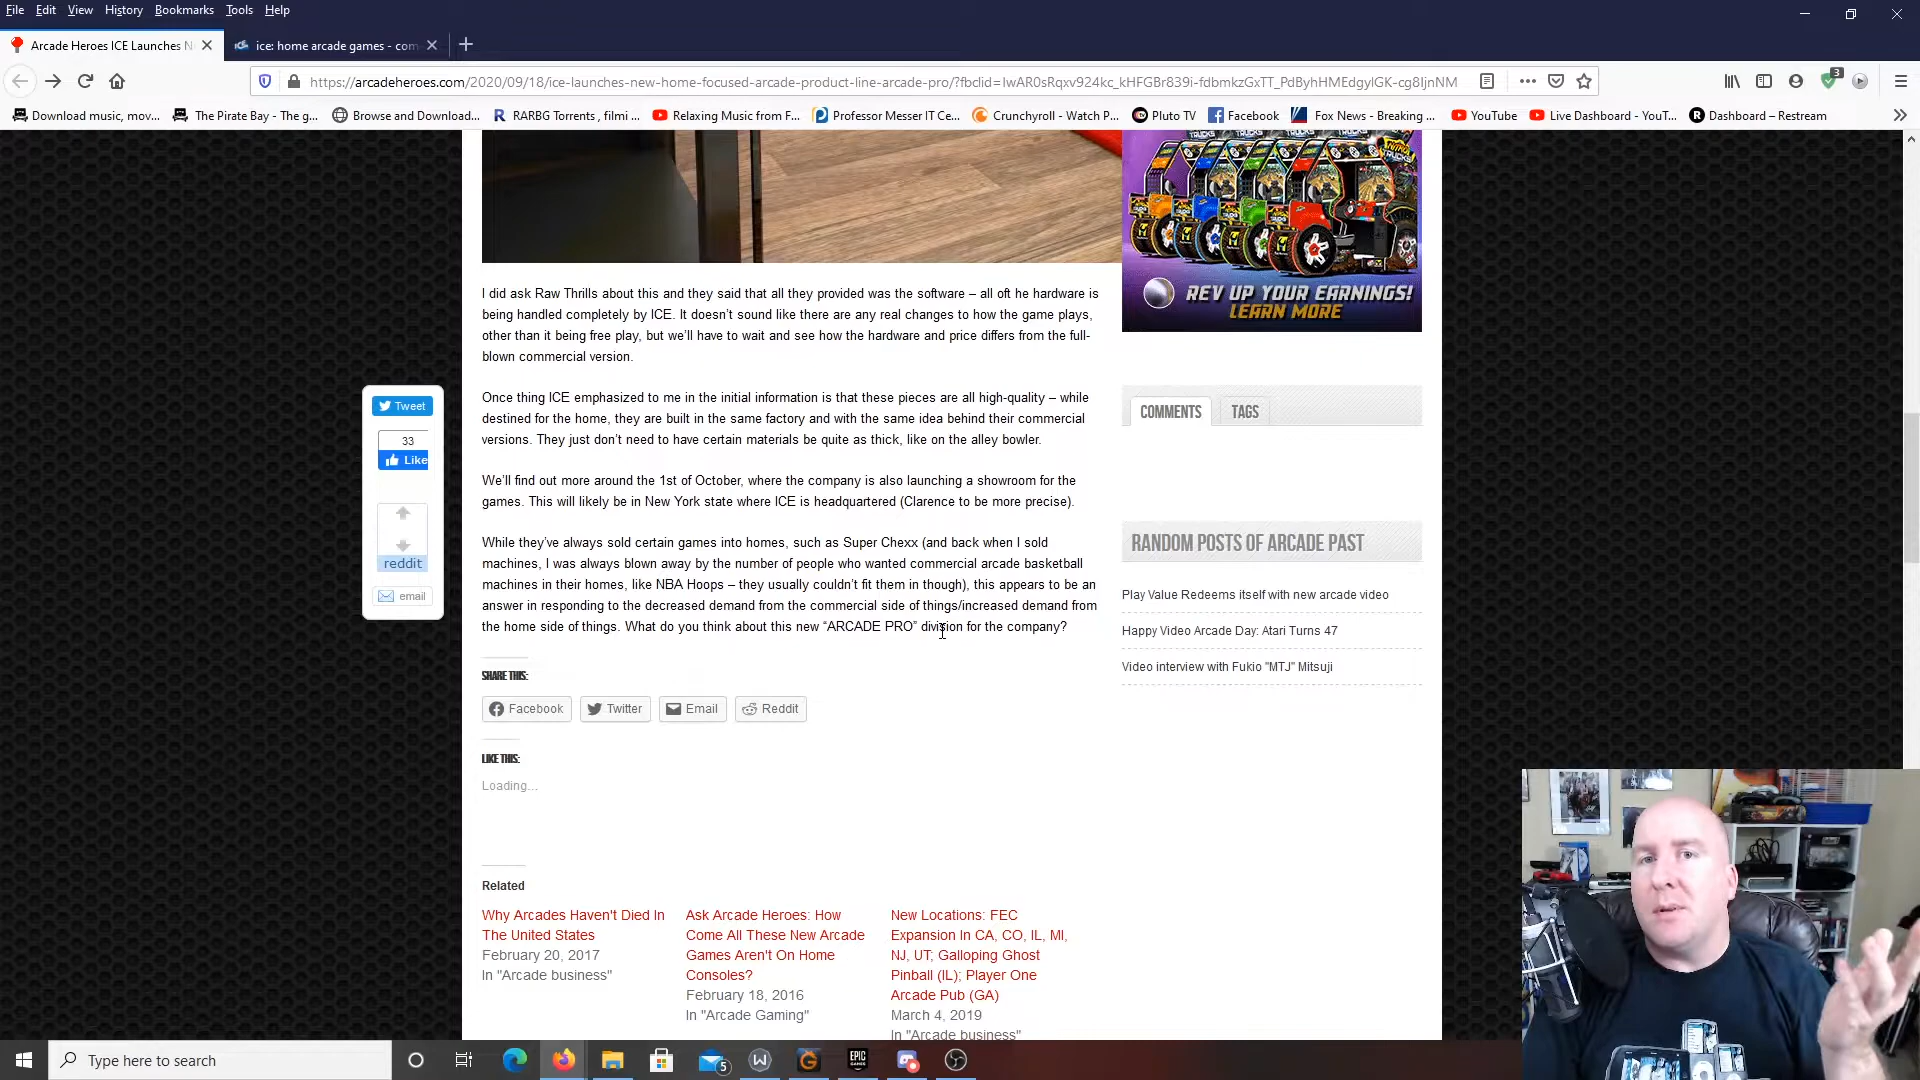 File Edit View History Bookmarks Tools Help
Arcade Heroes ICE Launches N
ice: home arcade games - com
https://arcadeheroes.com/2020/09/18/ice-launches-new-home-focused-arcade-product-line-arcade-pro/?fbclid=IwAR0sRqxv924kc_kHFGBr839i-fdbmkzGxTT_PdByhHMEdgylGK-cg8IjnNM
3
Download music, mov... The Pirate Bay - The g... Browse and Download... RARBG Torrents , filmi ... Relaxing Music from F... Professor Messer IT Ce... Crunchyroll - Watch P... Pluto TV Facebook Fox News - Breaking ... YouTube Live Dashboard - YouT... Dashboard – Restream
TRUCKS
REV UP YOUR EARNINGS!
LEARN MORE
I did ask Raw Thrills about this and they said that all they provided was the software – all oft he hardware is
being handled completely by ICE. It doesn't sound like there are any real changes to how the game plays,
other than it being free play, but we'll have to wait and see how the hardware and price differs from the full-
blown commercial version.
Once thing ICE emphasized to me in the initial information is that these pieces are all high-quality – while
destined for the home, they are built in the same factory and with the same idea behind their commercial
versions. They just don't need to have certain materials be quite as thick, like on the alley bowler.
We'll find out more around the 1st of October, where the company is also launching a showroom for the
games. This will likely be in New York state where ICE is headquartered (Clarence to be more precise).
While they've always sold certain games into homes, such as Super Chexx (and back when I sold
machines, I was always blown away by the number of people who wanted commercial arcade basketball
machines in their homes, like NBA Hoops – they usually couldn't fit them in though), this appears to be an
answer in responding to the decreased demand from the commercial side of things/increased demand from
the home side of things. What do you think about this new “ARCADE PRO” division for the company?
Tweet
33
Like
reddit
email
COMMENTS TAGS
RANDOM POSTS OF ARCADE PAST
Play Value Redeems itself with new arcade video
Happy Video Arcade Day: Atari Turns 47
Video interview with Fukio "MTJ" Mitsuji
SHARE THIS:
Facebook Twitter Email Reddit
LIKE THIS:
Loading...
Related
Why Arcades Haven't Died In
The United States
February 20, 2017
In "Arcade business"
Ask Arcade Heroes: How
Come All These New Arcade
Games Aren't On Home
Consoles?
February 18, 2016
In "Arcade Gaming"
New Locations: FEC
Expansion In CA, CO, IL, MI,
NJ, UT; Galloping Ghost
Pinball (IL); Player One
Arcade Pub (GA)
March 4, 2019
In "Arcade business"
Type here to search
5
EPIC
GAMES